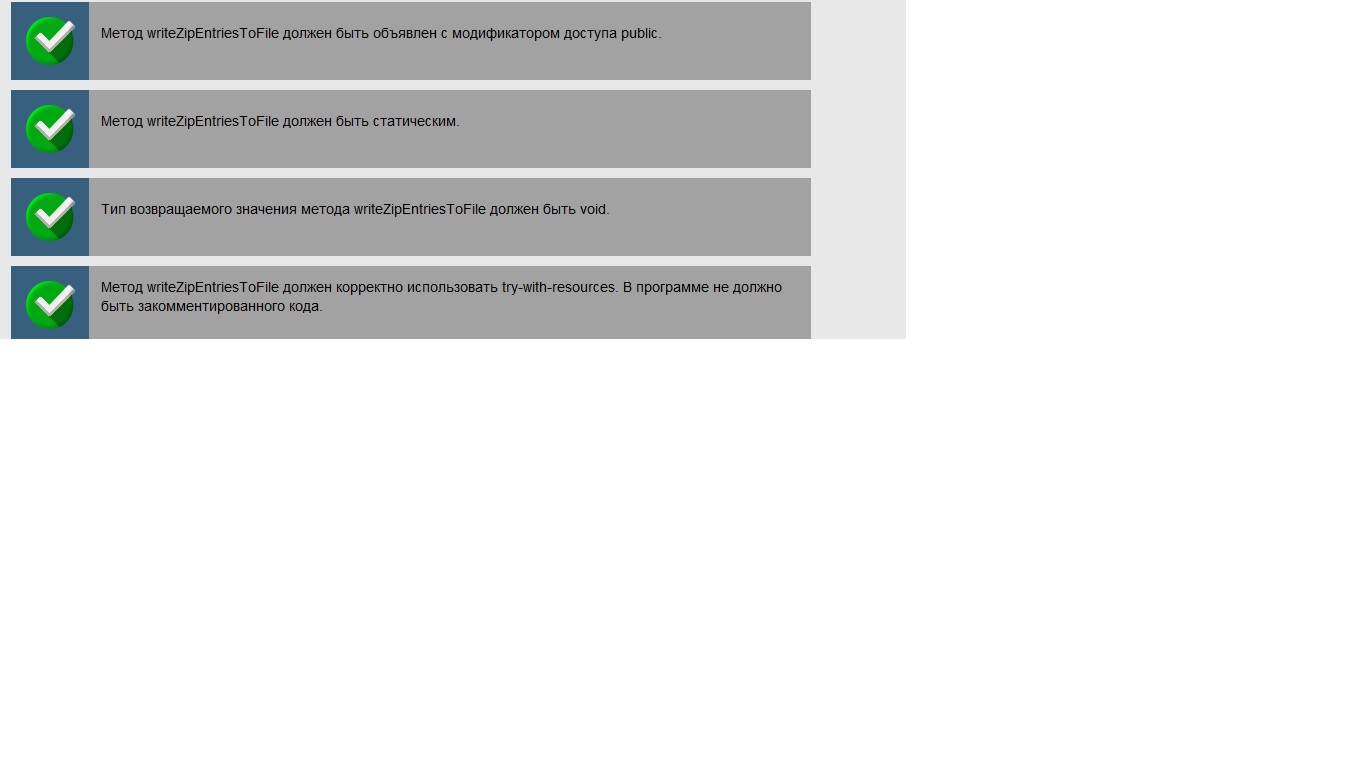 Метод writeZipEntriesToFile должен быть объявлен с модификатором доступа public.
Метод writeZipEntriesToFile должен быть статическим.
Тип возвращаемого значения метода writeZipEntriesToFile должен быть void.
Метод writeZipEntriesToFile должен корректно использовать try-with-resources. В программе не должно
быть закомментированного кода.